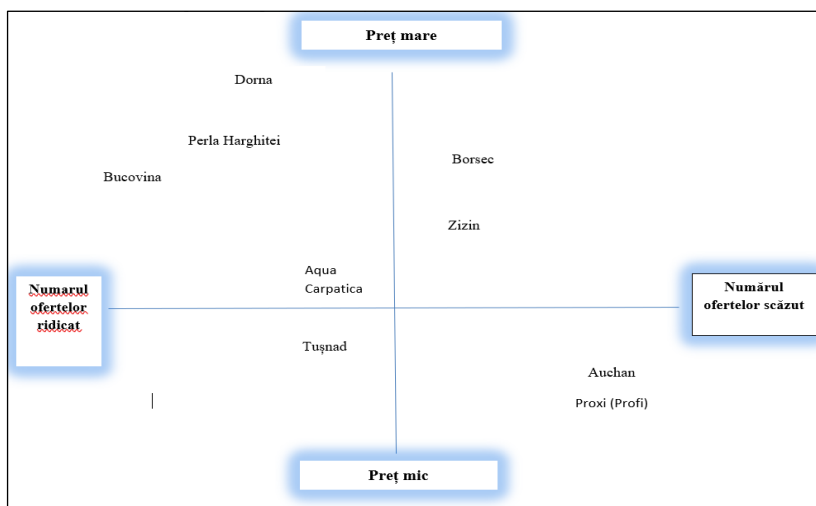 Preț mare
Dorna
Perla Harghitei
Borsec
Bucovina
Zizin
Aqua
Carpatica
Numarul
ofertelor
ridicat
Numărul
ofertelor scăzut
Tușnad
Auchan
Proxi (Profi)
Preț mic